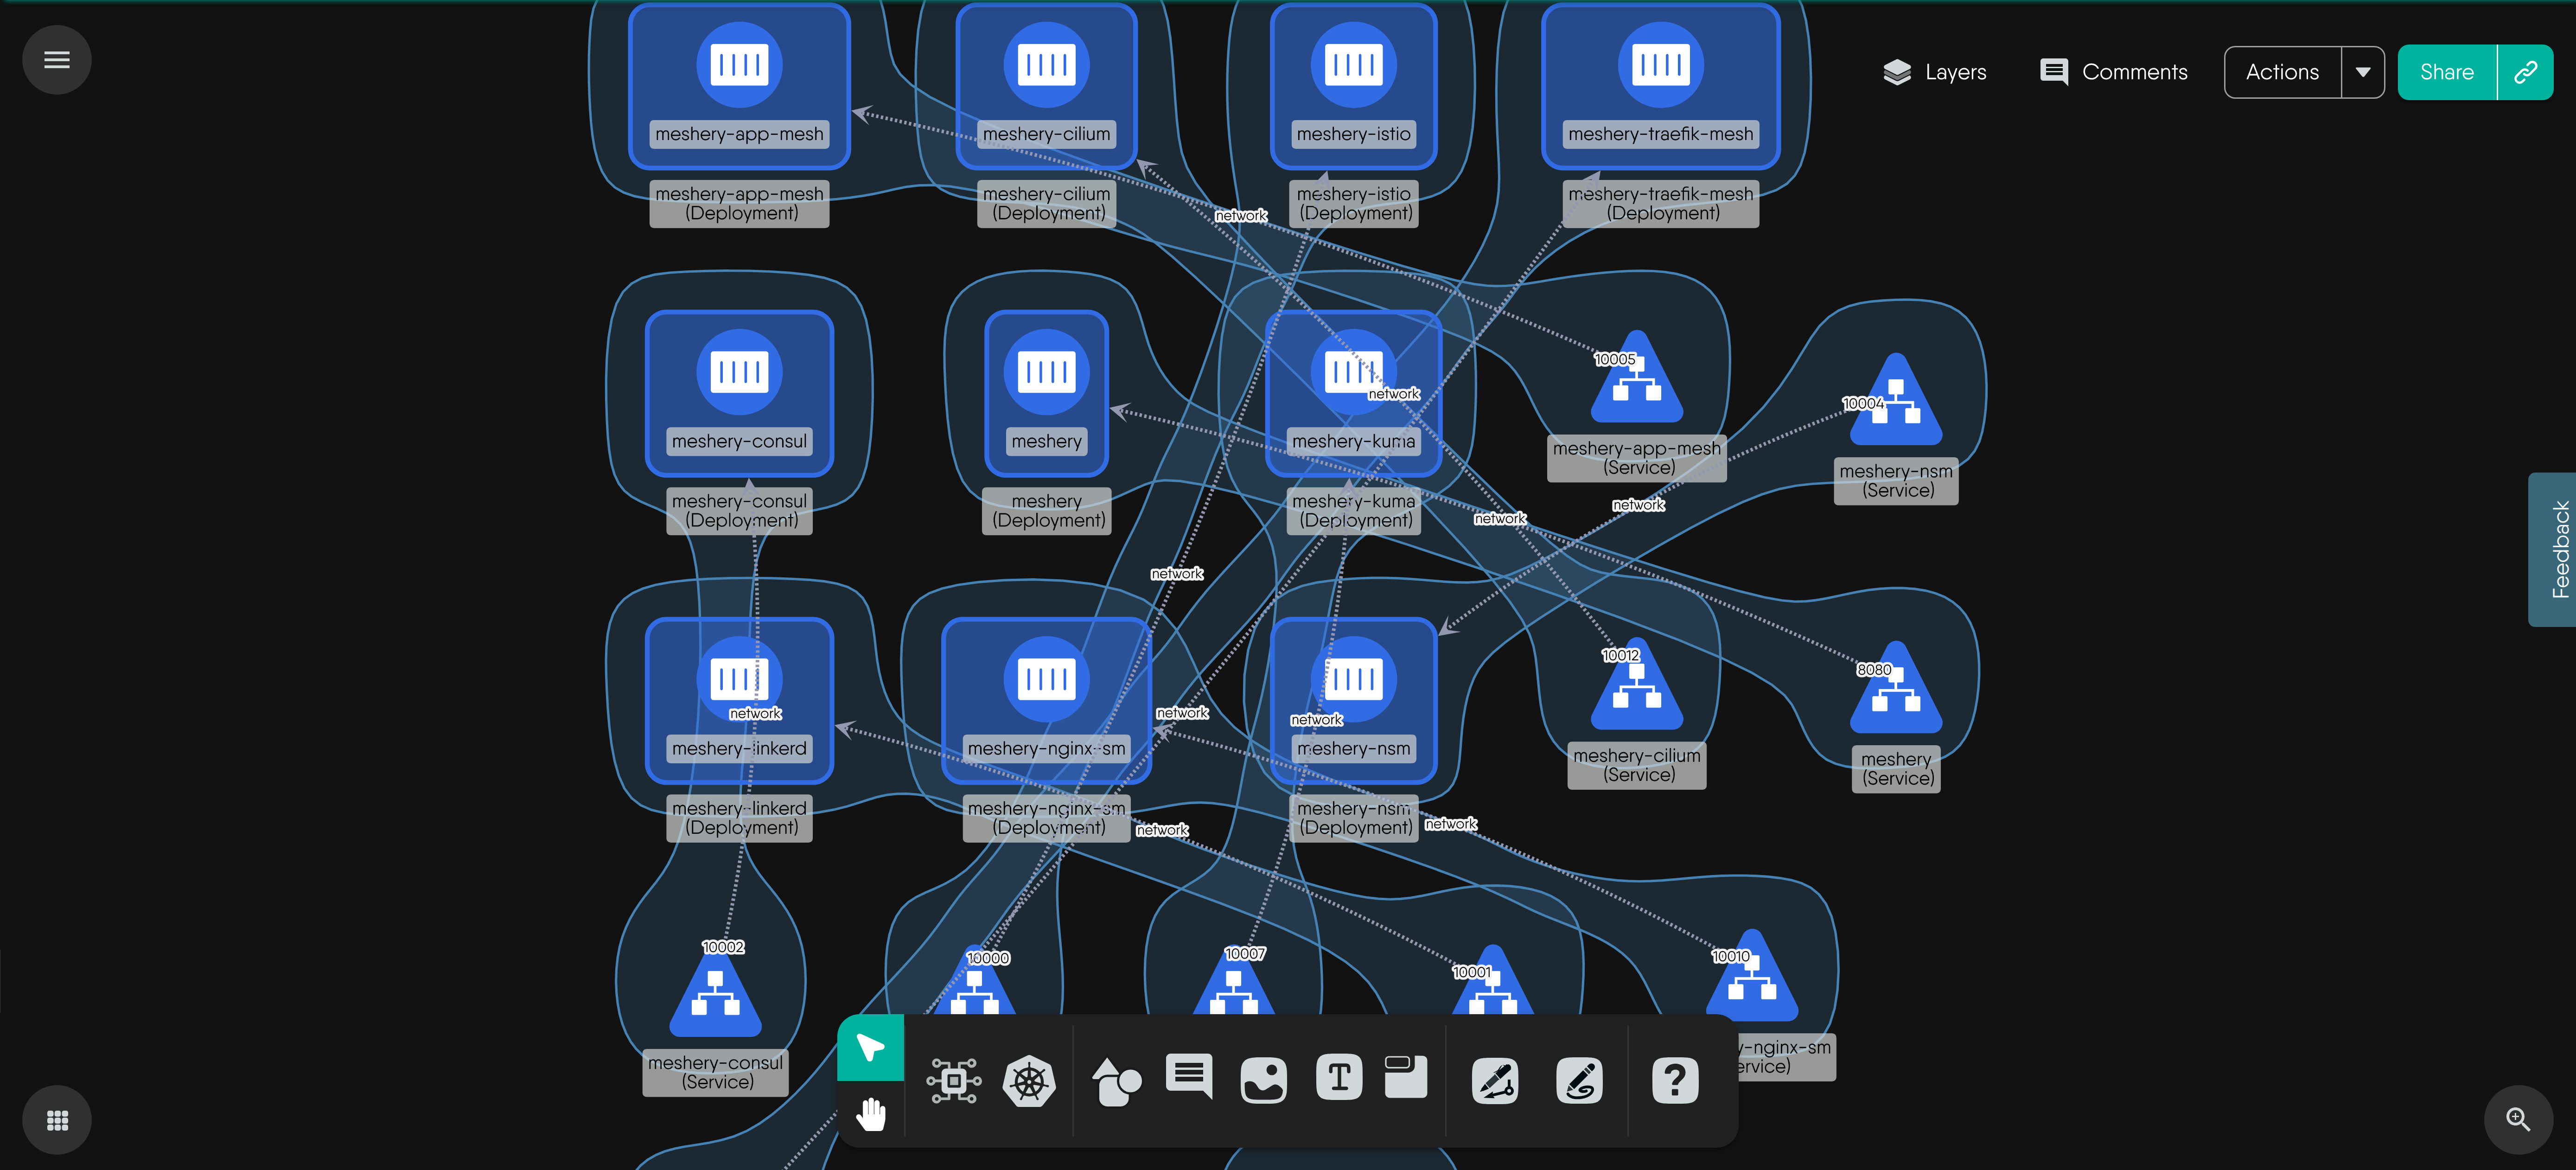 Layers
Comments
Actions
Share
meshery-app-mesh
meshery-cilium
meshery-istio
meshery-traefik-mesh
meshery-app-mesh
(Deployment)
meshery-cilium
(Deployment)
meshery-istio
(Deployment)
meshery-traefik-mesh
(Deployment)
network
10005
network
10004
meshery-consul
meshery
meshery-kuma
meshery-app-mesh
(Service)
meshery-nsm
(Service)
meshery-consul
(Deployment)
meshery
(Deployment)
meshery-kuma
(Deployment)
network
network
Feedback
network
10012
8080
network
network
network
meshery-linkerd
meshery-nginx-sm
meshery-nsm
meshery-cilium
(Service)
meshery
(Service)
meshery-linkerd
(Deployment)
meshery-nginx-sm
(Deployment)
meshery-nsm
(Deployment)
network
network
10002
10000
10007
10001
10010
meshery-consul
(Service)
y-nginx-sm
ervice)
T
?